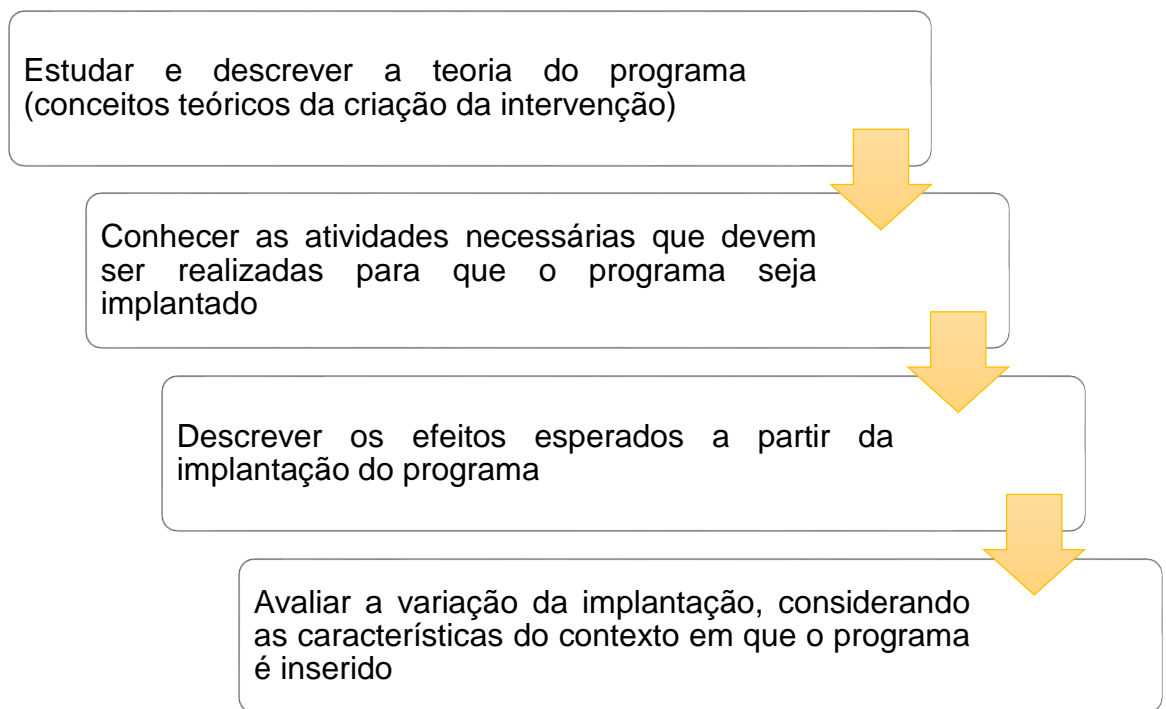 Estudar e descrever a teoria do programa
(conceitos teóricos da criação da intervenção)
Conhecer as atividades necessárias que devem
ser realizadas para que o programa seja
implantado
Descrever os efeitos esperados a partir da
implantação do programa
Avaliar a variação da implantação, considerando
as características do contexto em que o programa
é inserido